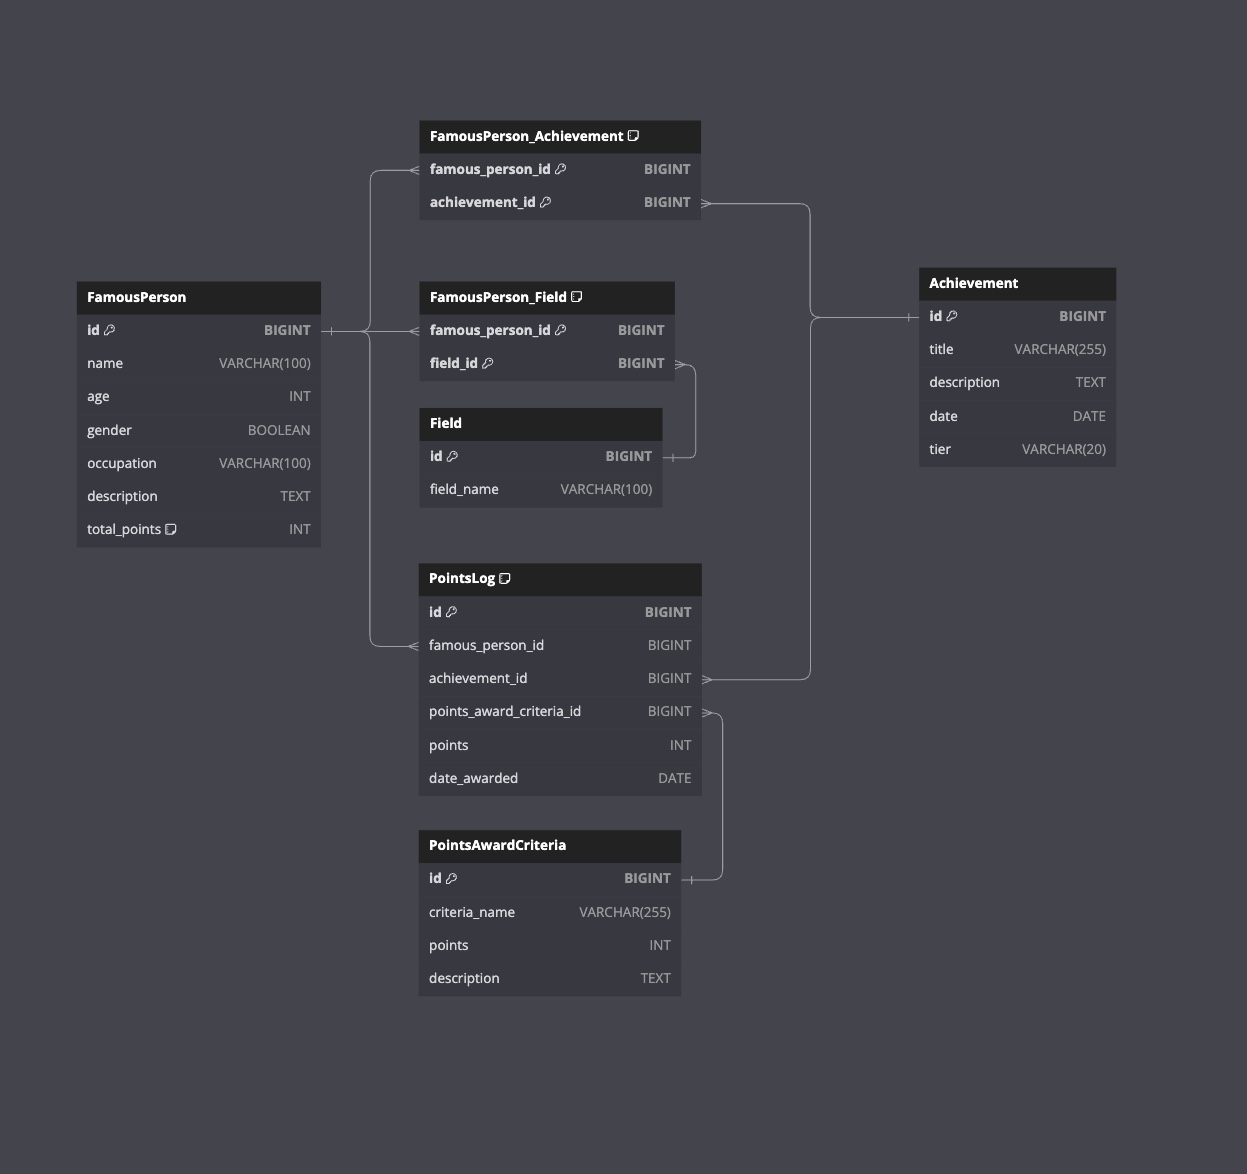 FamousPerson_Achievement
famous_person_id BIGINT
achievement_id BIGINT
FamousPerson
id BIGINT
name VARCHAR(100)
age INT
gender BOOLEAN
occupation VARCHAR(100)
description TEXT
total_points INT
FamousPerson_Field
famous_person_id BIGINT
field_id BIGINT
Field
id BIGINT
field_name VARCHAR(100)
Achievement
id BIGINT
title VARCHAR(255)
description TEXT
date DATE
tier VARCHAR(20)
PointsLog
id BIGINT
famous_person_id BIGINT
achievement_id BIGINT
points_award_criteria_id BIGINT
points INT
date_awarded DATE
PointsAwardCriteria
id BIGINT
criteria_name VARCHAR(255)
points INT
description TEXT